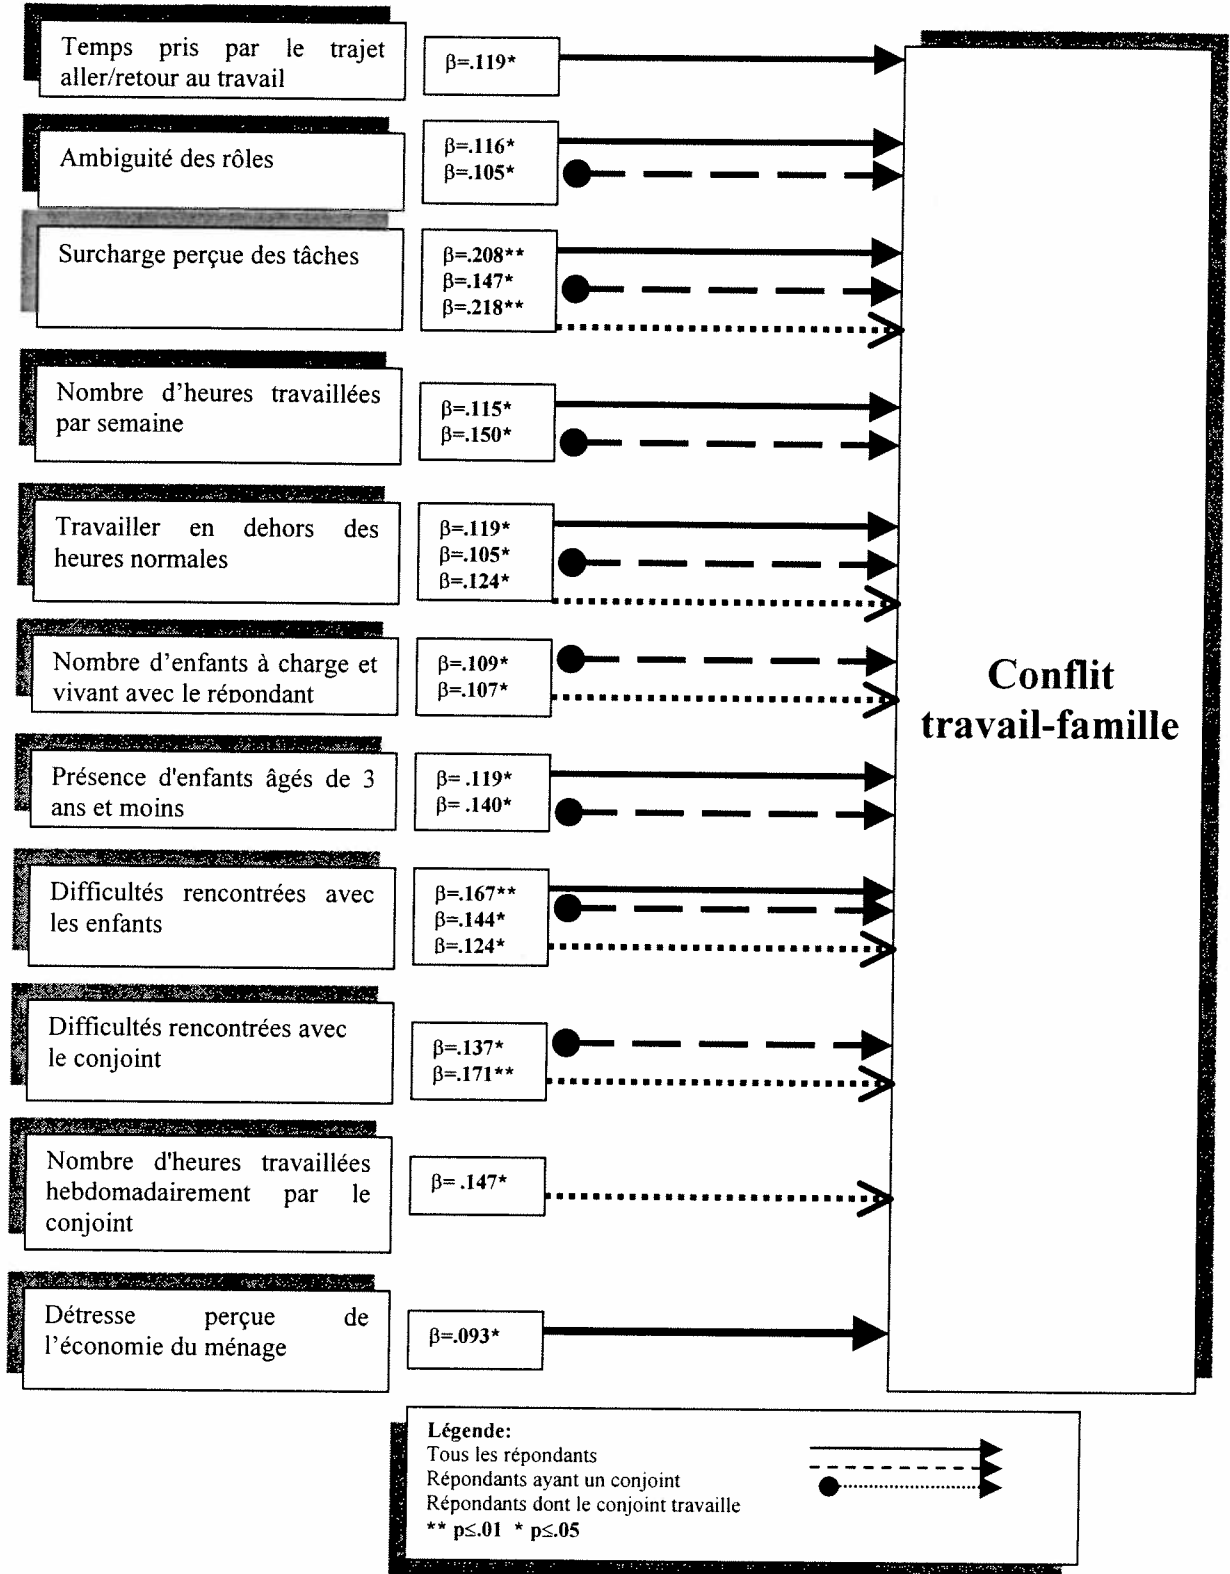 Temps pris par le trajet
aller/retour au travail
β=.119*
Ambiguité des rôles
β=.116*
β=.105*
Surcharge perçue des tâches
β=.208**
β=.147*
β=.218**
Nombre d'heures travaillées
par semaine
β=.115*
β=.150*
Travailler en dehors des
heures normales
β=.119*
β=.105*
β=.124*
Nombre d'enfants à charge et
vivant avec le répondant
β=.109*
β=.107*
Présence d'enfants âgés de 3
ans et moins
β= .119*
β= .140*
Difficultés rencontrées avec
les enfants
β=.167**
β=.144*
β=.124*
Difficultés rencontrées avec
le conjoint
β=.137*
β=.171**
Nombre d'heures travaillées
hebdomadairement par le
conjoint
β= .147*
Détresse perçue de
l'économie du ménage
β=.093*
Conflit
travail-famille
Légende:
Tous les répondants
Répondants ayant un conjoint
Répondants dont le conjoint travaille
** p≤.01 * p≤.05